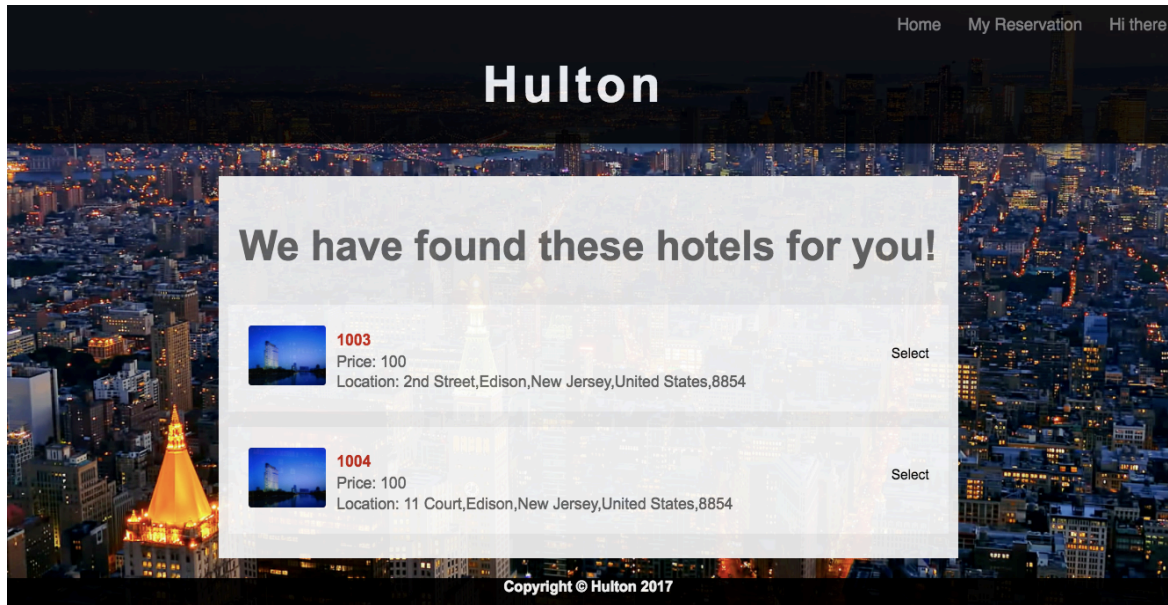 Home My Reservation Hi there
Hulton
We have found these hotels for you!
1003
Price: 100
Location: 2nd Street,Edison,New Jersey,United States,8854
Select
1004
Price: 100
Location: 11 Court,Edison,New Jersey,United States,8854
Select
Copyright © Hulton 2017